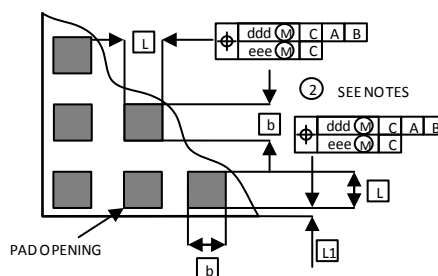 L
⌖ ddd Ⓜ C A B
eee Ⓜ C
2 SEE NOTES
b
⌖ ddd Ⓜ C A B
eee Ⓜ C
L
PAD OPENING
b
L1